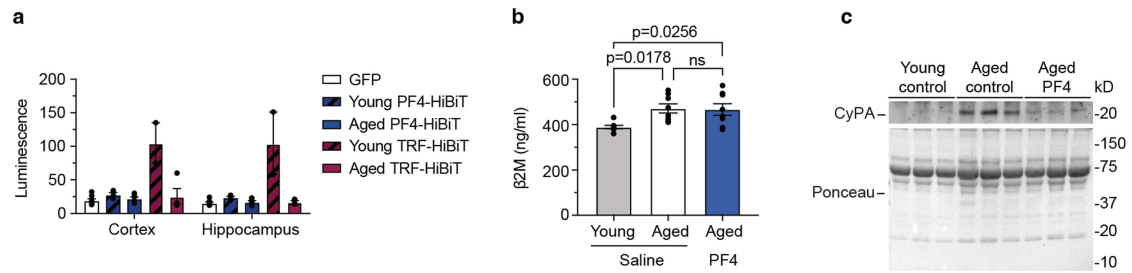 a
200
150
100
50
0
Luminescence
Cortex
Hippocampus
GFP
Young PF4-HiBiT
Aged PF4-HiBiT
Young TRF-HiBiT
Aged TRF-HiBiT
b
p=0.0256
p=0.0178
ns
600
400
200
0
β2M (ng/ml)
Young Aged Aged
Saline PF4
c
Young Aged Aged
control control PF4
kD
CyPA
20
150
75
Ponceau
37
20
10